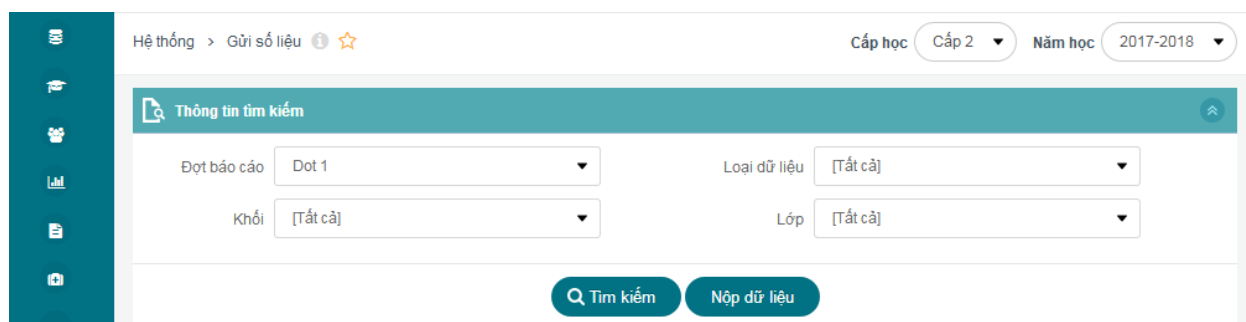 Hệ thống > Gửi số liệu Cấp học Cấp 2 Năm học 2017-2018
Thông tin tìm kiếm
Đợt báo cáo Dot 1 Loại dữ liệu [Tất cả]
Khối [Tất cả] Lớp [Tất cả]
Tìm kiếm Nộp dữ liệu